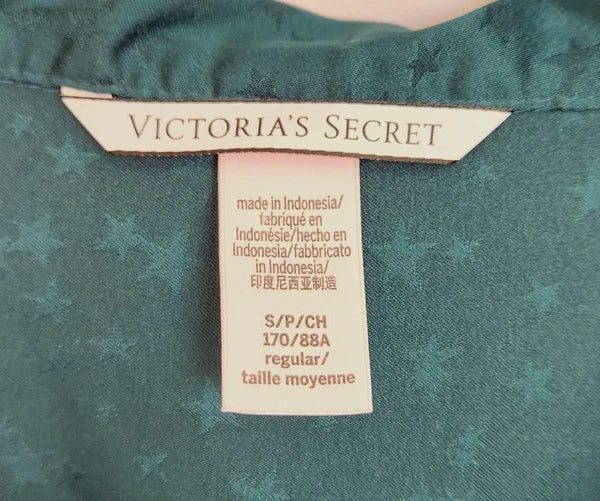 VICTORIA'S SECRET
made in Indonesia/
fabriqué en
Indonésie/hecho en
Indonesia/fabbricato
in Indonesia/
印度尼西亚制造
S/P/CH
170/88A
regular/
taille moyenne